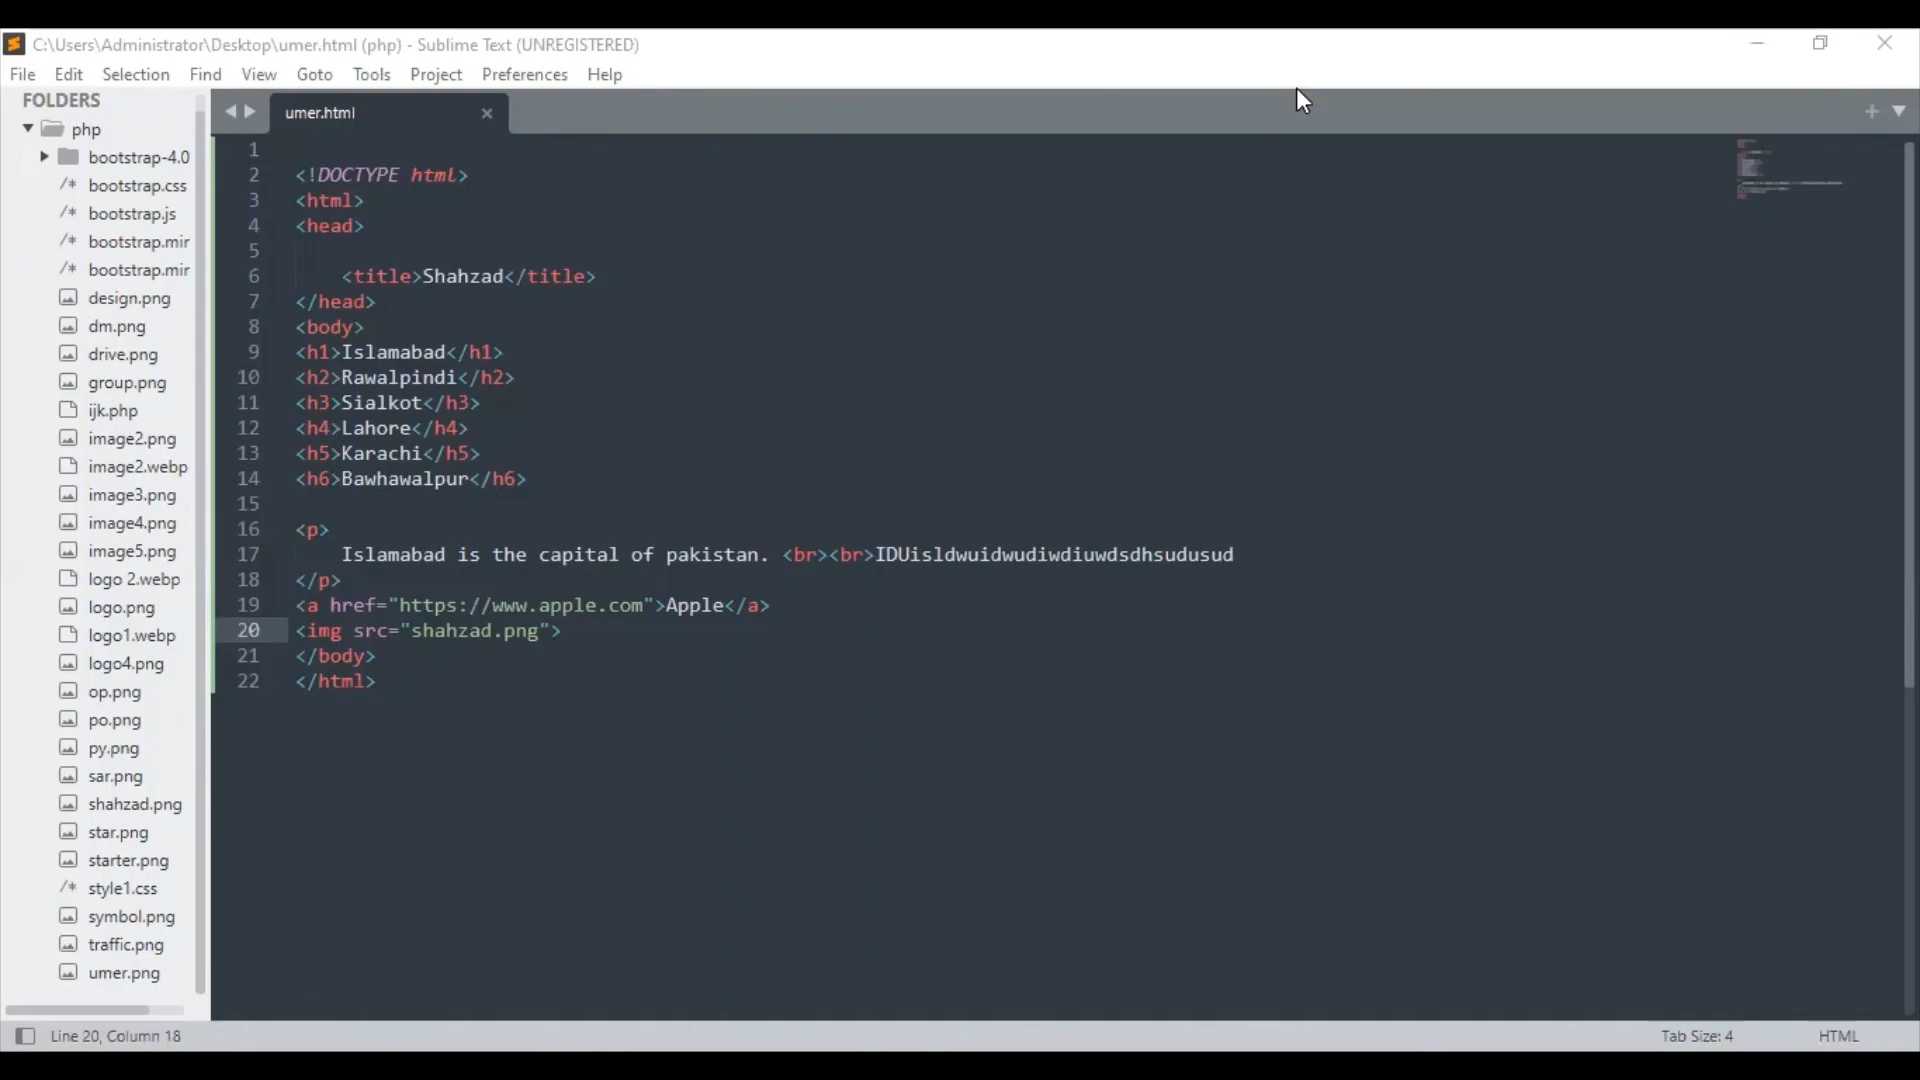 C:\Users\Administrator\Desktop\umer.html (php) - Sublime Text (UNREGISTERED)
File Edit Selection Find View Goto Tools Project Preferences Help
FOLDERS
php
bootstrap-4.0
/* bootstrap.css
/* bootstrap.js
/* bootstrap.mir
/* bootstrap.mir
design.png
dm.png
drive.png
group.png
ijk.php
image2.png
image2.webp
image3.png
image4.png
image5.png
logo 2.webp
logo.png
logo1.webp
logo4.png
op.png
po.png
py.png
sar.png
shahzad.png
star.png
starter.png
/* style1.css
symbol.png
traffic.png
umer.png
umer.html
1
2 <!DOCTYPE html>
3 <html>
4 <head>
5
6 <title>Shahzad</title>
7 </head>
8 <body>
9 <h1>Islamabad</h1>
10 <h2>Rawalpindi</h2>
11 <h3>Sialkot</h3>
12 <h4>Lahore</h4>
13 <h5>Karachi</h5>
14 <h6>Bawhawalpur</h6>
15
16 <p>
17 Islamabad is the capital of pakistan. <br><br>IDUisldwuidwudiwdiuwdsdhsudusud
18 </p>
19 <a href="https://www.apple.com">Apple</a>
20 <img src="shahzad.png">
21 </body>
22 </html>
Line 20, Column 18
Tab Size: 4
HTML